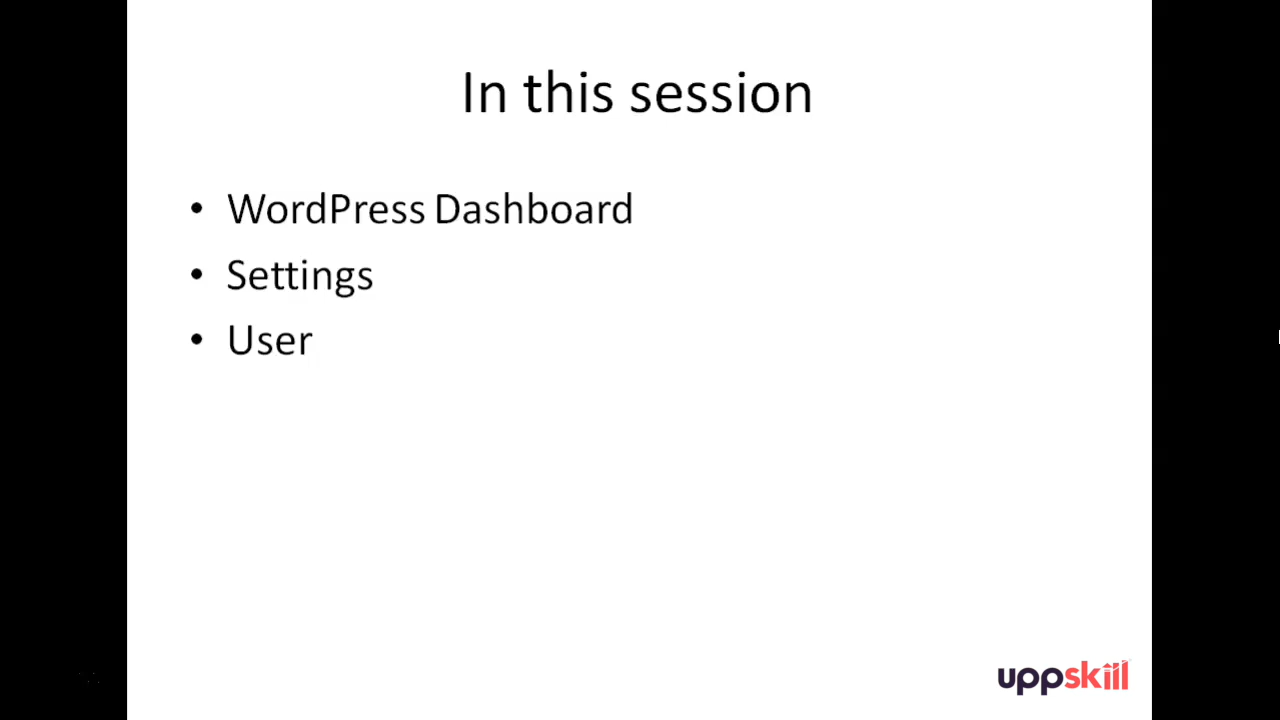 In this session
• WordPress Dashboard
• Settings
• User
uppskill